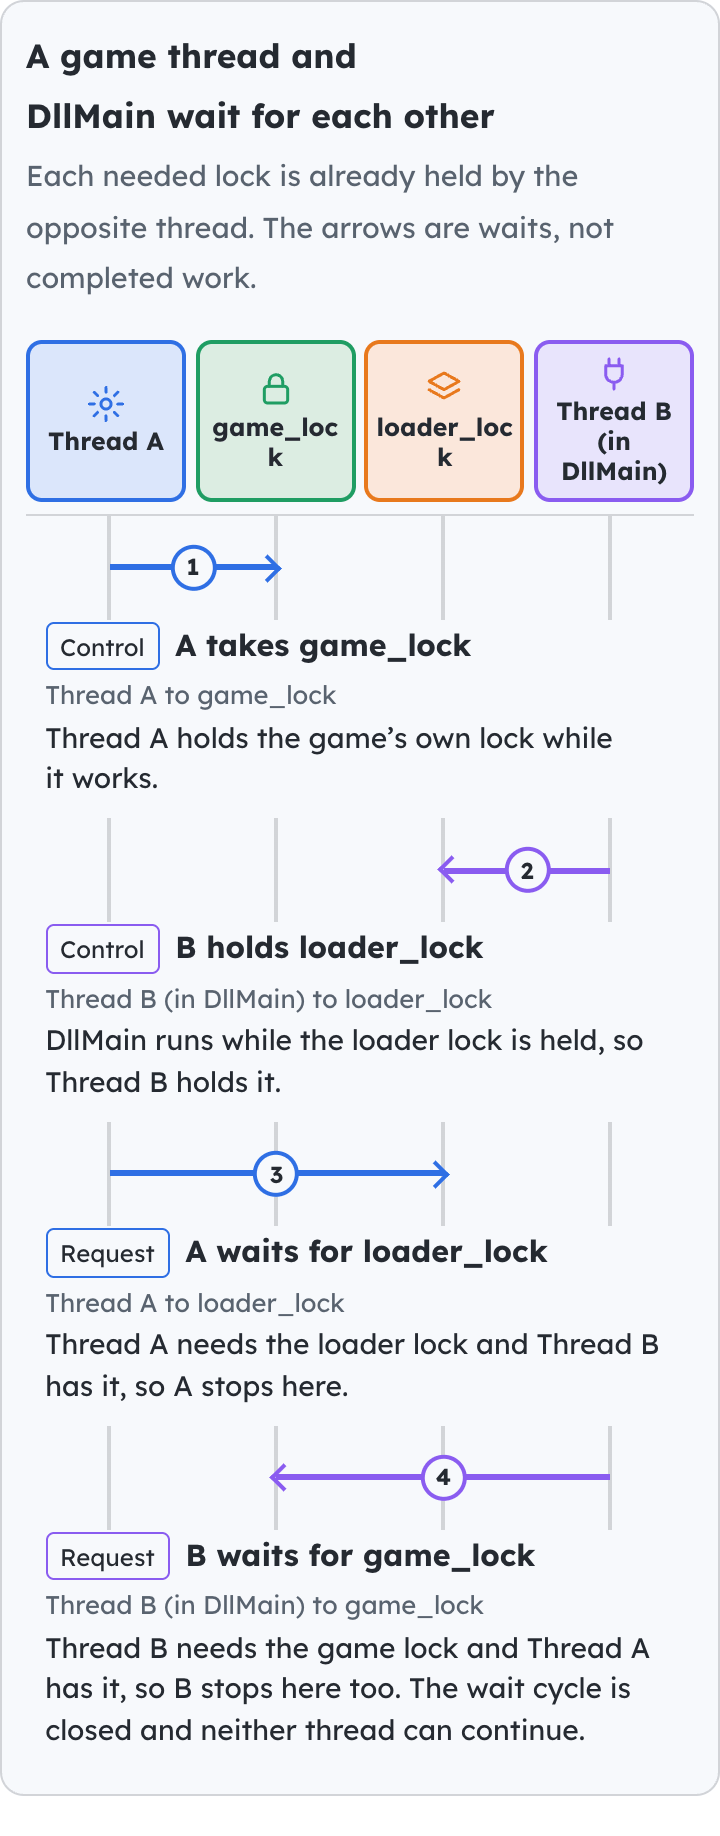 A game thread and
DllMain wait for each other
Each needed lock is already held by the
opposite thread. The arrows are waits, not
completed work.
Thread A
game_loc
k
loader_loc
k
Thread B
(in
DllMain)
1
Control
A takes game_lock
Thread A to game_lock
Thread A holds the game’s own lock while
it works.
2
Control
B holds loader_lock
Thread B (in DllMain) to loader_lock
DllMain runs while the loader lock is held, so
Thread B holds it.
3
Request
A waits for loader_lock
Thread A to loader_lock
Thread A needs the loader lock and Thread B
has it, so A stops here.
4
Request
B waits for game_lock
Thread B (in DllMain) to game_lock
Thread B needs the game lock and Thread A
has it, so B stops here too. The wait cycle is
closed and neither thread can continue.